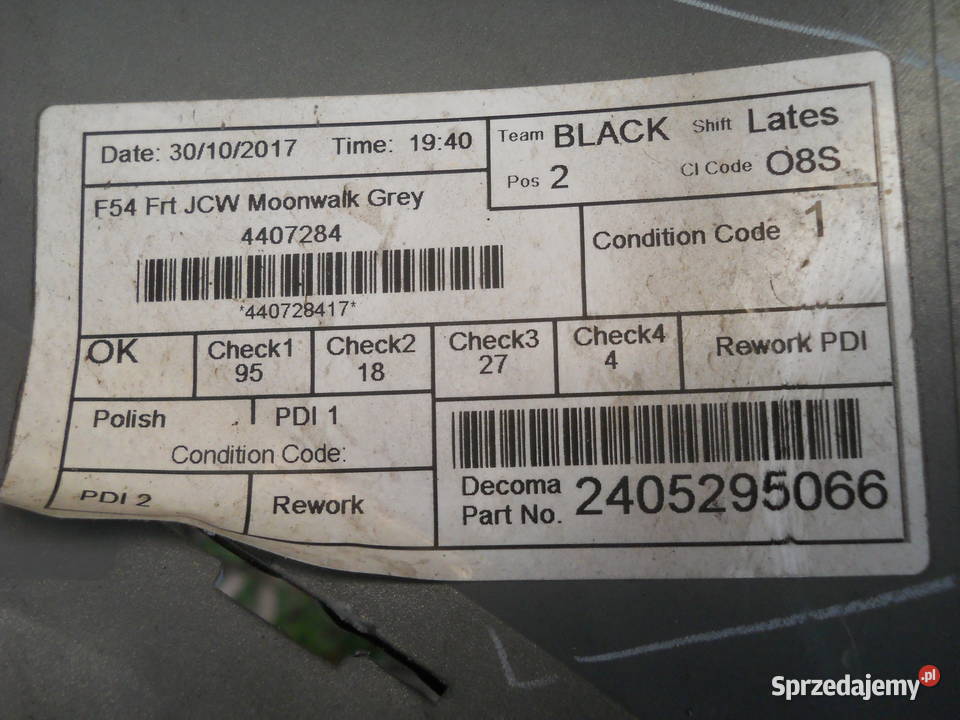 Date: 30/10/2017 Time: 19:40
Team BLACK Shift Lates
Pos 2 CI Code O8S
F54 Frt JCW Moonwalk Grey
4407284
*440728417*
Condition Code 1
OK
Check1
95
Check2
18
Check3
27
Check4
4
Rework PDI
Polish PDI 1
Condition Code:
PDI 2
Rework
Decoma
Part No. 2405295066
Sprzedajemy.pl